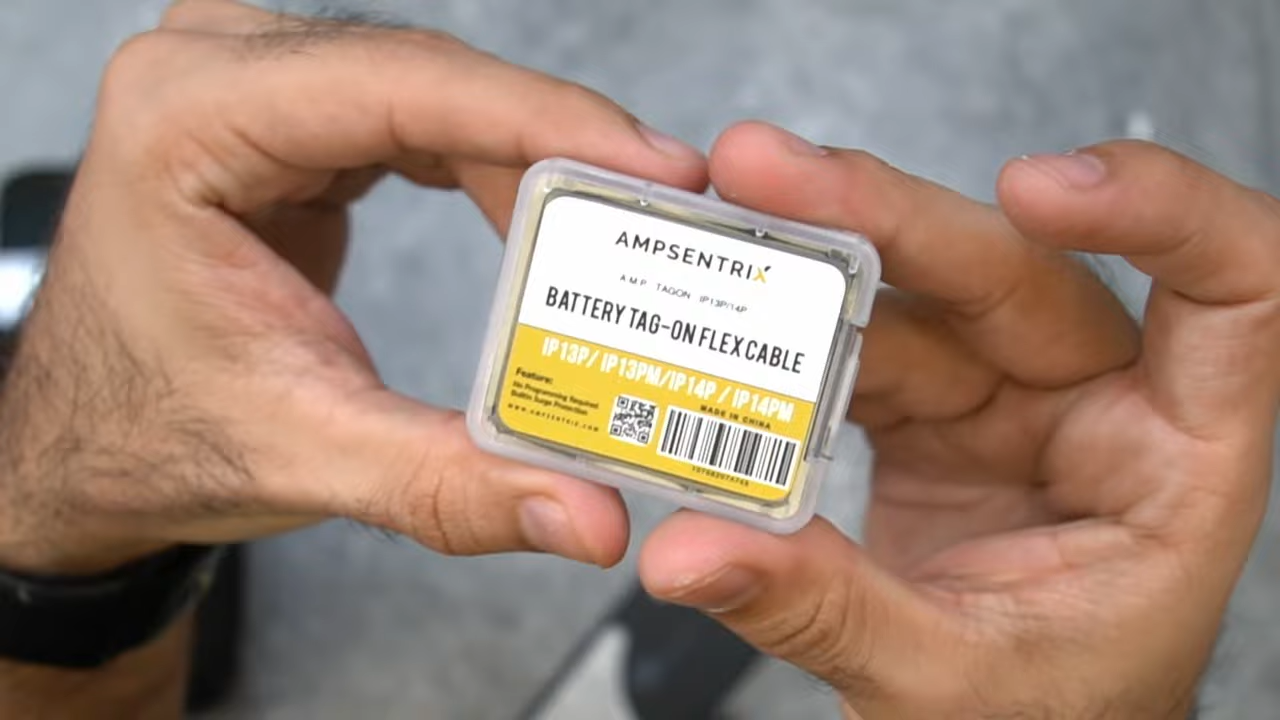 AMPSENTRIX
AMP TAGON IP13P/14P
BATTERY TAG-ON FLEX CABLE
IP13P/ IP13PM/IP14P / IP14PM
Feature:
No Programming Required
Builtin Surge Protection
www.ampsentrix.com
MADE IN CHINA